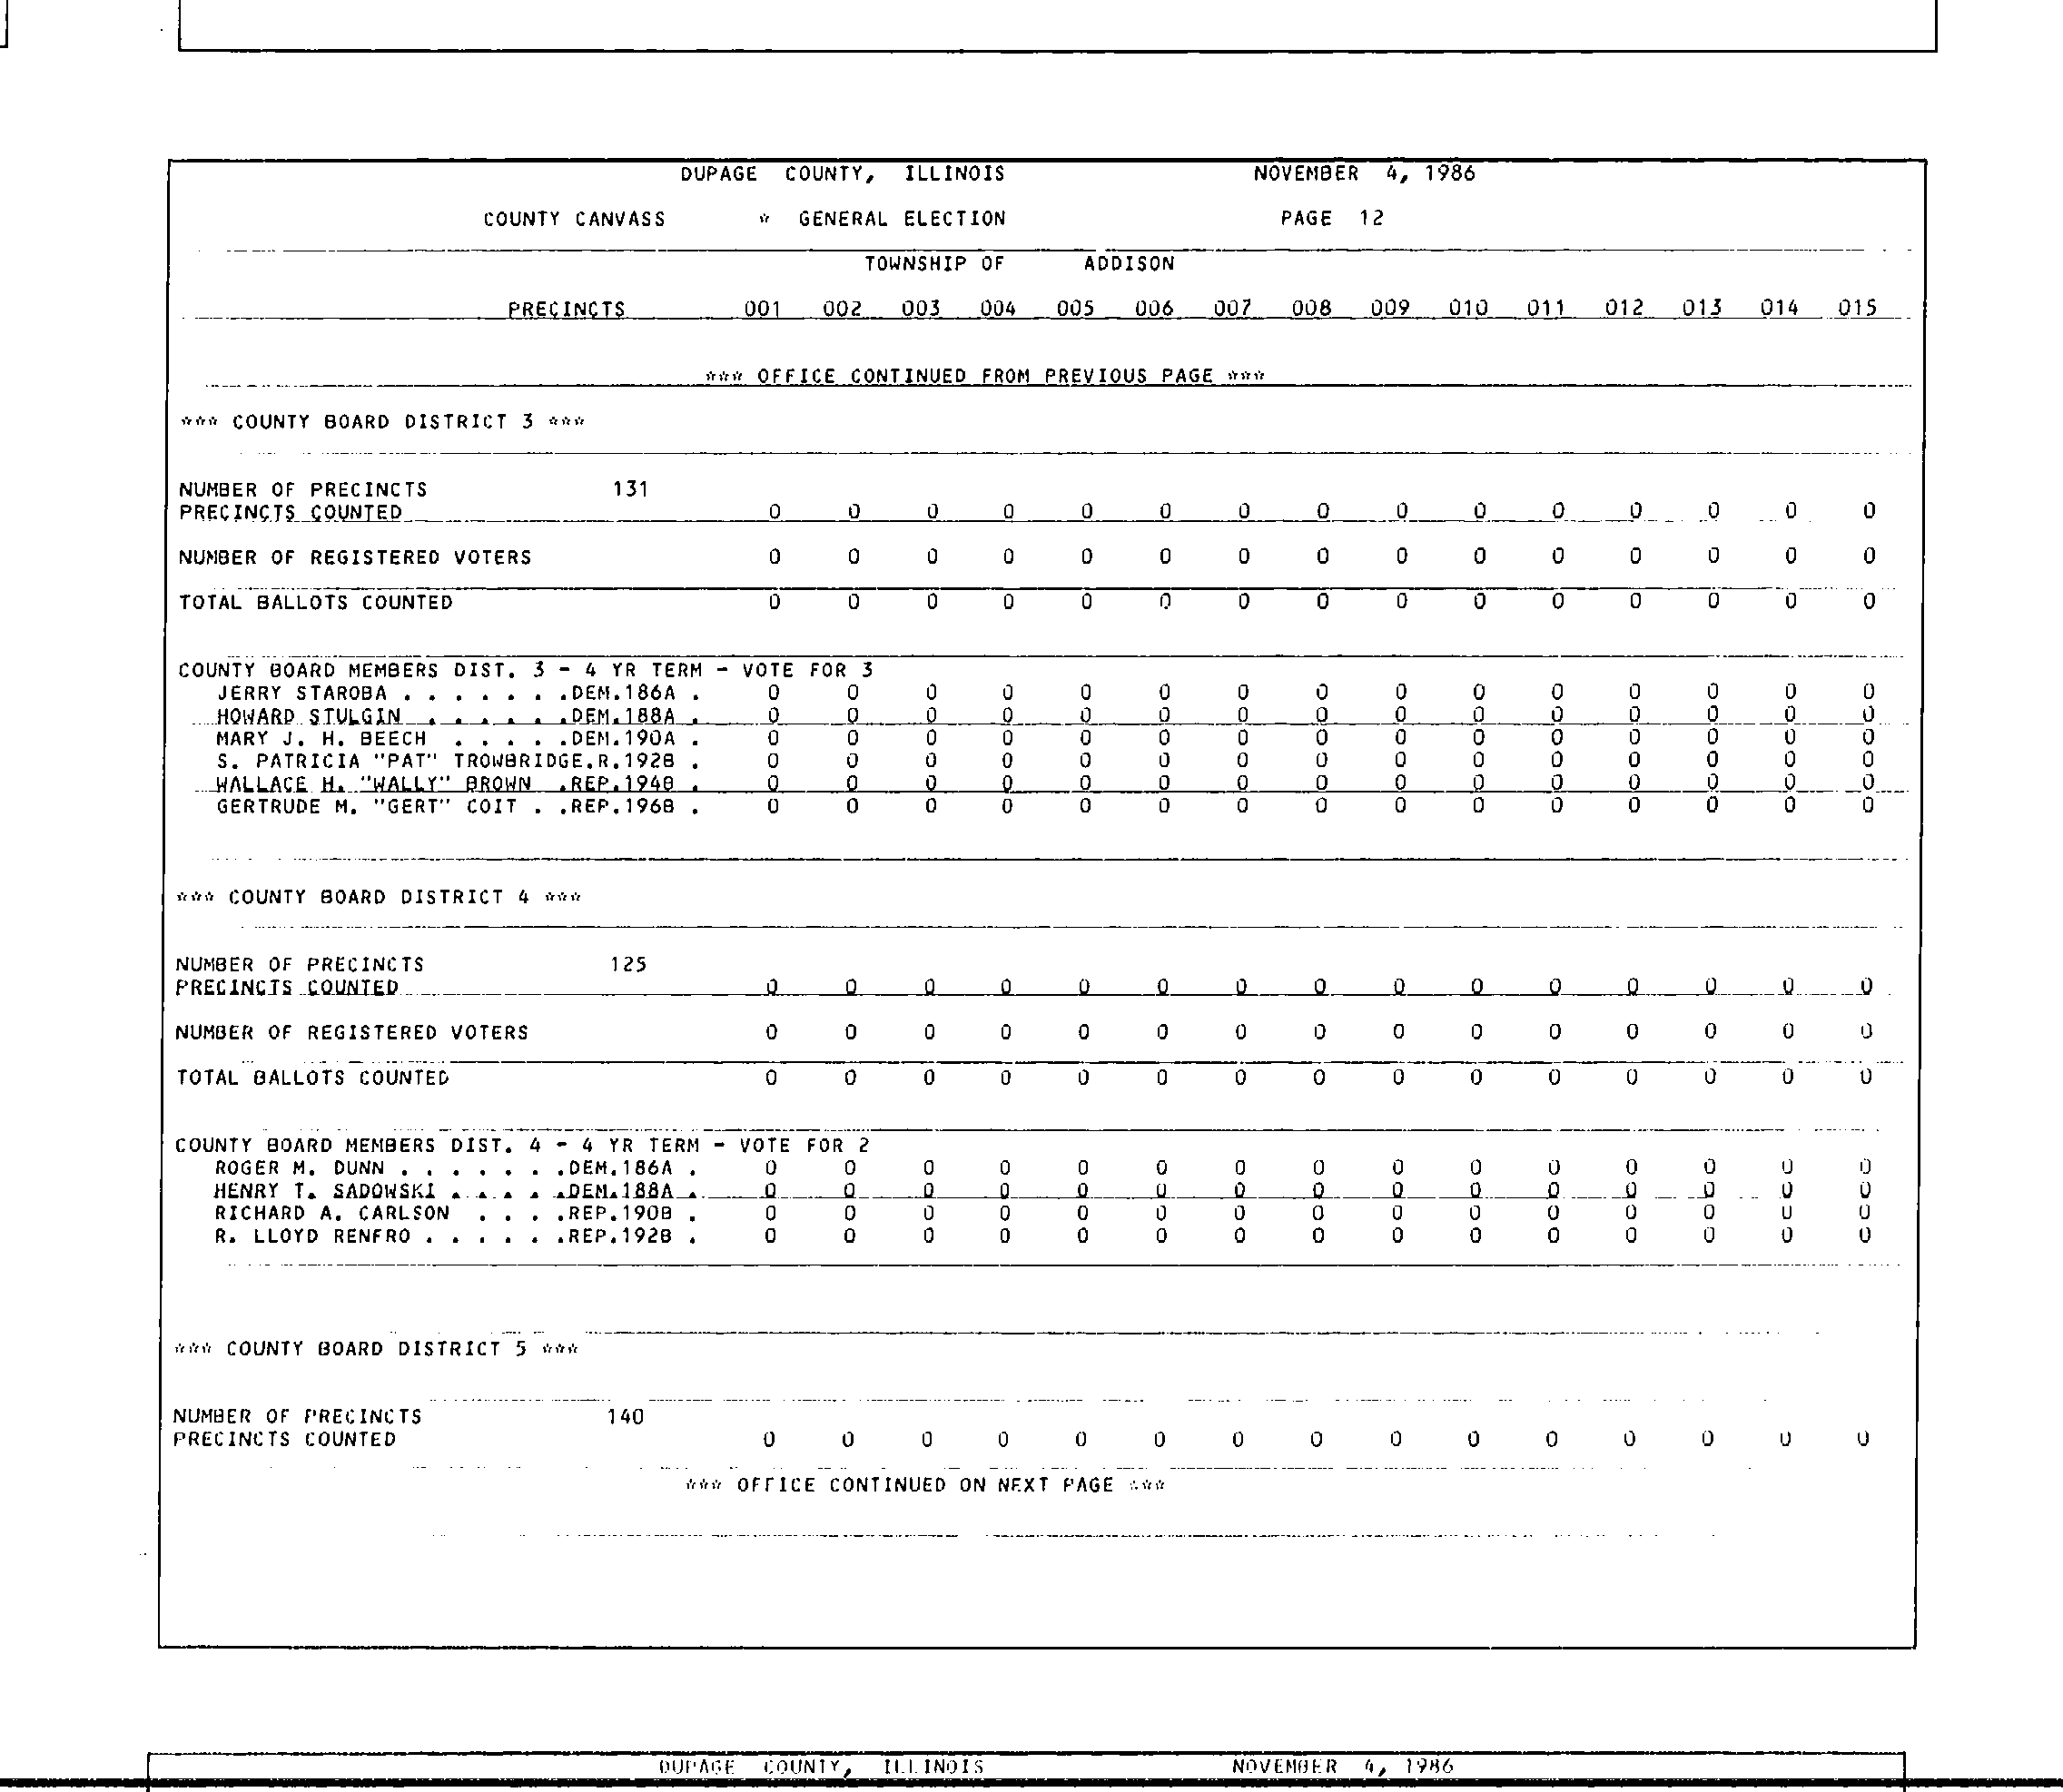 DUPAGE COUNTY, ILLINOIS NOVEMBER 4, 1986
COUNTY CANVASS * GENERAL ELECTION PAGE 12
TOWNSHIP OF ADDISON
PRECINCTS 001 002 003 004 005 006 007 008 009 010 011 012 013 014 015
*** OFFICE CONTINUED FROM PREVIOUS PAGE ***
*** COUNTY BOARD DISTRICT 3 ***
NUMBER OF PRECINCTS 131
PRECINCTS COUNTED 0 0 0 0 0 0 0 0 0 0 0 0 0 0 0
NUMBER OF REGISTERED VOTERS 0 0 0 0 0 0 0 0 0 0 0 0 0 0 0
TOTAL BALLOTS COUNTED 0 0 0 0 0 0 0 0 0 0 0 0 0 0 0
COUNTY BOARD MEMBERS DIST. 3 - 4 YR TERM - VOTE FOR 3
JERRY STAROBA . . . . . . .DEM.186A . 0 0 0 0 0 0 0 0 0 0 0 0 0 0 0
HOWARD STULGIN . . . . . .DEM.188A . 0 0 0 0 0 0 0 0 0 0 0 0 0 0 0
MARY J. H. BEECH . . . . .DEM.190A . 0 0 0 0 0 0 0 0 0 0 0 0 0 0 0
S. PATRICIA "PAT" TROWBRIDGE.R.192B . 0 0 0 0 0 0 0 0 0 0 0 0 0 0 0
WALLACE H. "WALLY" BROWN .REP.194B . 0 0 0 0 0 0 0 0 0 0 0 0 0 0 0
GERTRUDE M. "GERT" COIT . .REP.196B . 0 0 0 0 0 0 0 0 0 0 0 0 0 0 0
*** COUNTY BOARD DISTRICT 4 ***
NUMBER OF PRECINCTS 125
PRECINCTS COUNTED 0 0 0 0 0 0 0 0 0 0 0 0 0 0 0
NUMBER OF REGISTERED VOTERS 0 0 0 0 0 0 0 0 0 0 0 0 0 0 0
TOTAL BALLOTS COUNTED 0 0 0 0 0 0 0 0 0 0 0 0 0 0 0
COUNTY BOARD MEMBERS DIST. 4 - 4 YR TERM - VOTE FOR 2
ROGER M. DUNN . . . . . . .DEM.186A . 0 0 0 0 0 0 0 0 0 0 0 0 0 0 0
HENRY T. SADOWSKI . . . . .DEM.188A . 0 0 0 0 0 0 0 0 0 0 0 0 0 0 0
RICHARD A. CARLSON . . . .REP.190B . 0 0 0 0 0 0 0 0 0 0 0 0 0 0 0
R. LLOYD RENFRO . . . . . .REP.192B . 0 0 0 0 0 0 0 0 0 0 0 0 0 0 0
*** COUNTY BOARD DISTRICT 5 ***
NUMBER OF PRECINCTS 140
PRECINCTS COUNTED 0 0 0 0 0 0 0 0 0 0 0 0 0 0 0
*** OFFICE CONTINUED ON NEXT PAGE ***
DUPAGE COUNTY, ILLINOIS NOVEMBER 4, 1986